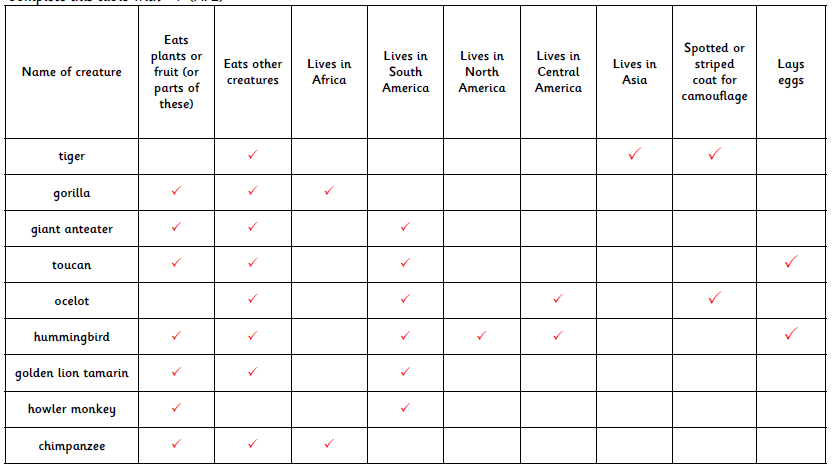 Name of creature
Eats
plants or
fruit (or
parts of
these)
Eats other
creatures
Lives in
Africa
Lives in
South
America
Lives in
North
America
Lives in
Central
America
Lives in
Asia
Spotted or
striped
coat for
camouflage
Lays
eggs
tiger ✓ ✓ ✓
gorilla ✓ ✓ ✓
giant anteater ✓ ✓ ✓
toucan ✓ ✓ ✓ ✓
ocelot ✓ ✓ ✓ ✓
hummingbird ✓ ✓ ✓ ✓ ✓ ✓
golden lion tamarin ✓ ✓ ✓
howler monkey ✓ ✓
chimpanzee ✓ ✓ ✓